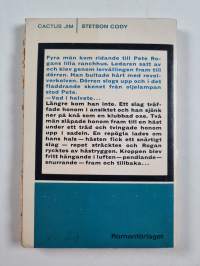 CACTUS JIM | STETSON CODY
Fyra män kom ridande till Pete Ro-
gans lilla ranchhus. Ledaren satt av
och klev genom lervällingen fram till
dörren. Han bultade hårt med revol-
verkolven. Dörren slogs upp och i det
fladdrande skenet från oljelampan
stod Pete.
—Vad i helvete...
Längre kom han inte. Ett slag träf-
fade honom i ansiktet och han sjönk
ner på knä som en klubbad oxe. Två
man släpade honom fram till en häst
under ett träd och tvingade honom
upp i sadeln. En repögla lades om
hans hals — hästen fick ett svidande
slag — repet sträcktes och Rogan
rycktes av hästryggen. Kroppen blev
fritt hängande i luften — pendlande —
snurrande — fram och tillbaka...
Romanförlaget